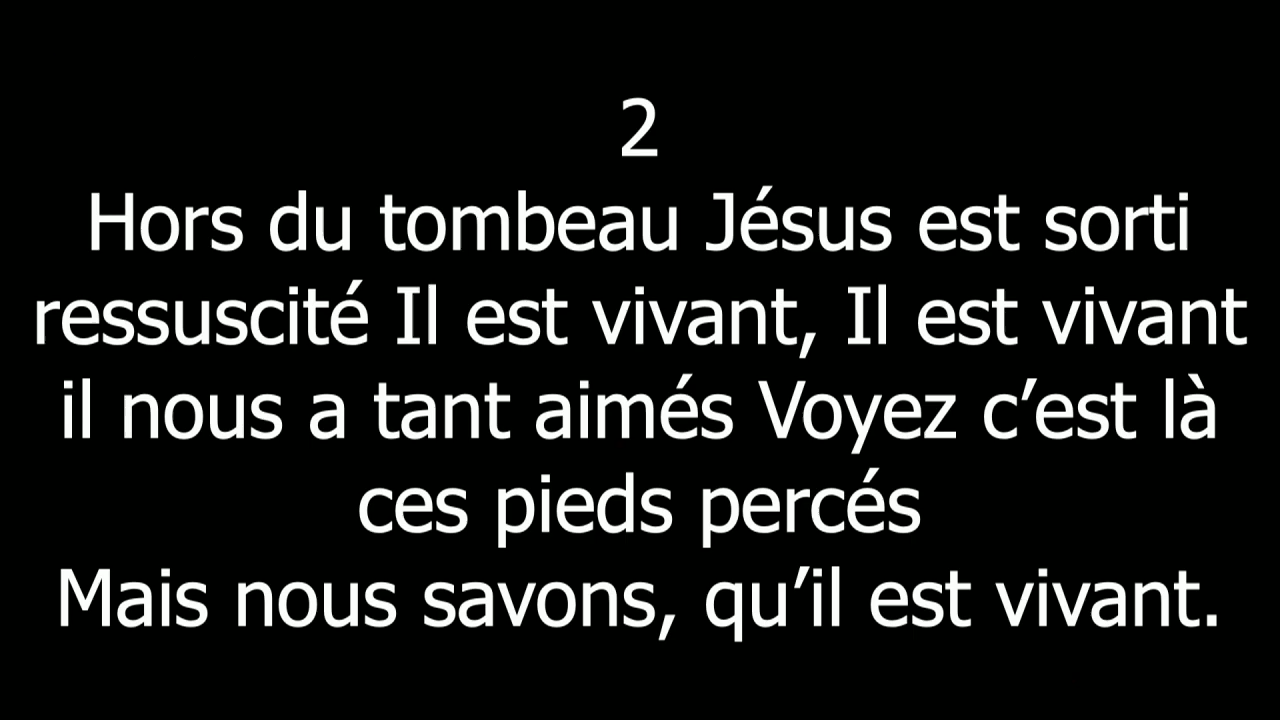 2
Hors du tombeau Jésus est sorti
ressuscité Il est vivant, Il est vivant
il nous a tant aimés Voyez c’est là
ces pieds percés
Mais nous savons, qu’il est vivant.